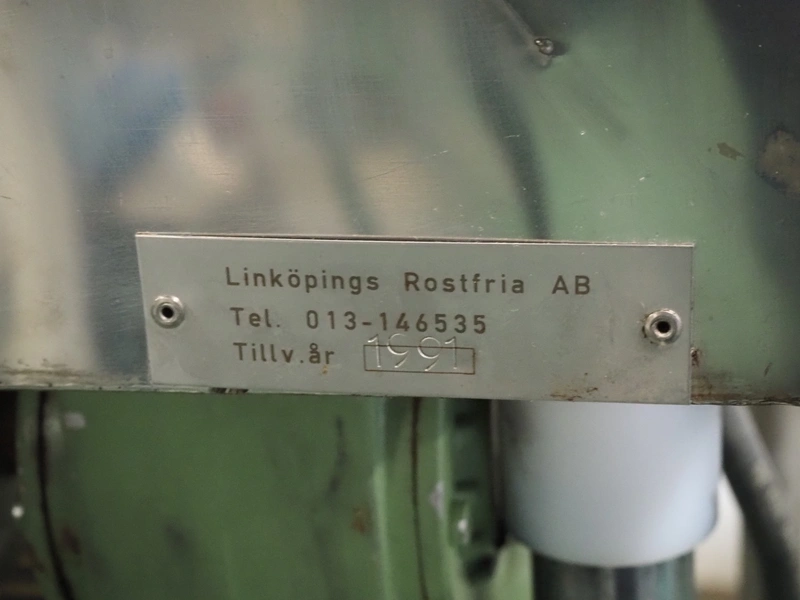 Linköpings Rostfria AB
Tel. 013-146535
Tillv.år 1991